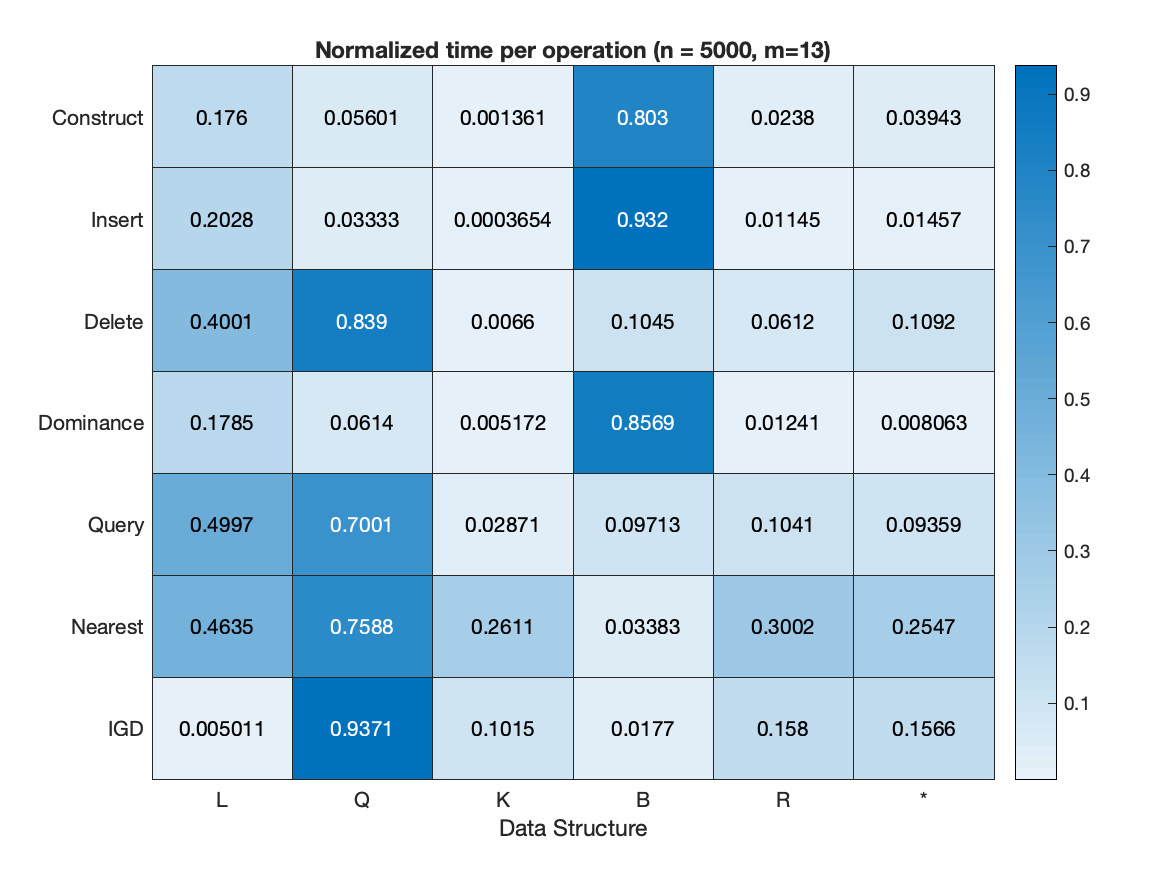 Normalized time per operation (n = 5000, m=13)
Construct 0.176 0.05601 0.001361 0.803 0.0238 0.03943
Insert 0.2028 0.03333 0.0003654 0.932 0.01145 0.01457
Delete 0.4001 0.839 0.0066 0.1045 0.0612 0.1092
Dominance 0.1785 0.0614 0.005172 0.8569 0.01241 0.008063
Query 0.4997 0.7001 0.02871 0.09713 0.1041 0.09359
Nearest 0.4635 0.7588 0.2611 0.03383 0.3002 0.2547
IGD 0.005011 0.9371 0.1015 0.0177 0.158 0.1566
L Q K B R *
Data Structure
0.9
0.8
0.7
0.6
0.5
0.4
0.3
0.2
0.1